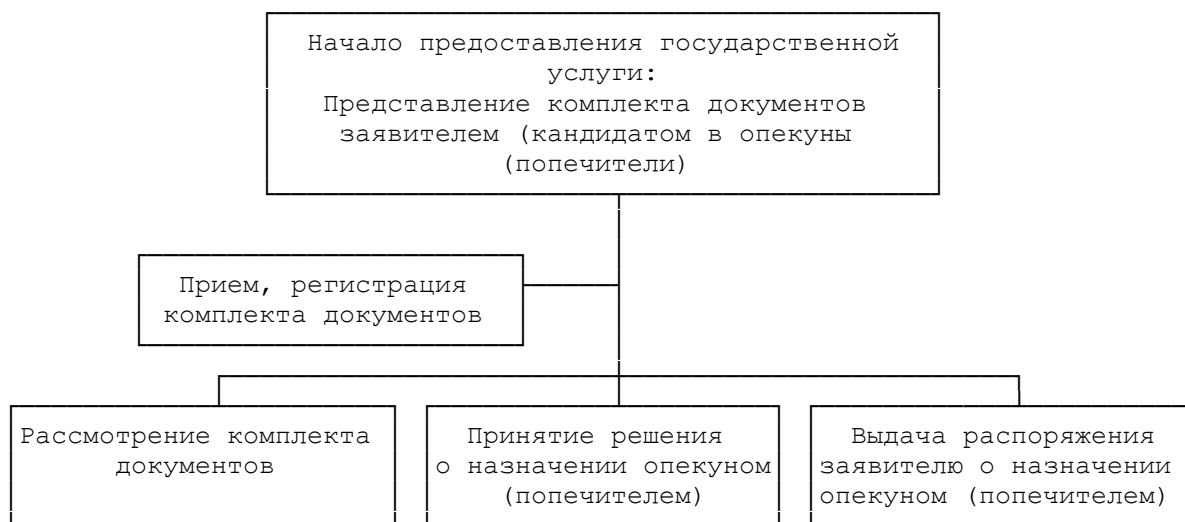 Начало предоставления государственной
услуги:
Представление комплекта документов
заявителем (кандидатом в опекуны
(попечители)
Прием, регистрация
комплекта документов
Рассмотрение комплекта
документов
Принятие решения
о назначении опекуном
(попечителем)
Выдача распоряжения
заявителю о назначении
опекуном (попечителем)